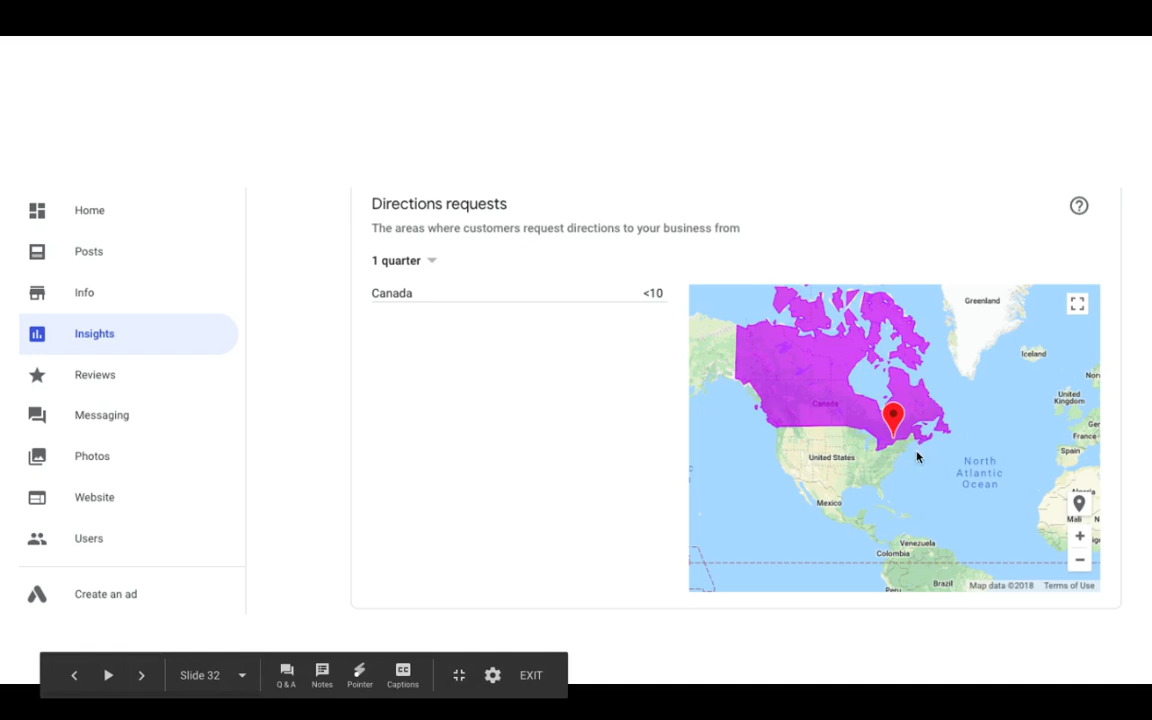 Home
Posts
Info
Insights
Reviews
Messaging
Photos
Website
Users
Create an ad
Directions requests
The areas where customers request directions to your business from
1 quarter
Canada <10
Greenland
Iceland
United
Kingdom
France
Spain
Canada
United States
North
Atlantic
Ocean
Mexico
Mali
Venezuela
Colombia
Brazil
Map data ©2018 Terms of Use
Slide 32
Q & A
Notes
Pointer
CC
Captions
EXIT